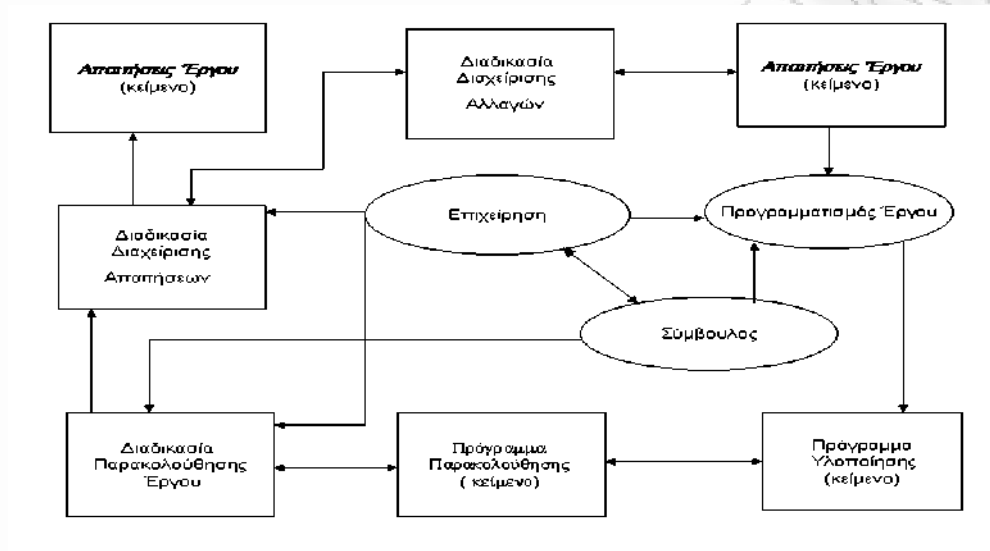 Απαιτήσεις Έργου
(κείμενο)
Διαδικασία
Διαχείρισης
Αλλαγών
Απαιτήσεις Έργου
(κείμενο)
Επιχείρηση
Προγραμματισμός Έργου
Διαδικασία
Διαχείρισης
Απαιτήσεων
Σύμβουλος
Διαδικασία
Παρακολούθησης
Έργου
Πρόγραμμα
Παρακολούθησης
( κείμενο)
Πρόγραμμα
Υλοποίησης
(κείμενο)